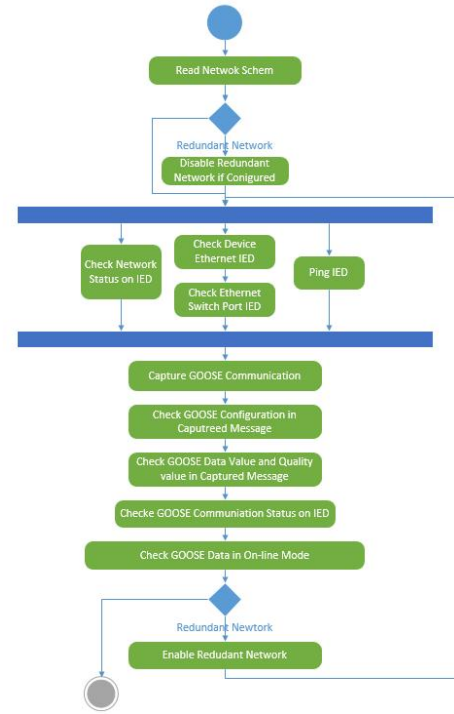 Read Netwok Schem
Redundant Network
Disable Redundant
Network if Conigured
Check Network
Status on IED
Check Device
Ethernet IED
Check Ethernet
Switch Port IED
Ping IED
Capture GOOSE Communication
Check GOOSE Configuration in
Caputreed Message
Check GOOSE Data Value and Quality
value in Captured Message
Checke GOOSE Communiation Status on IED
Check GOOSE Data in On-line Mode
Redundant Newtork
Enable Redudant Network